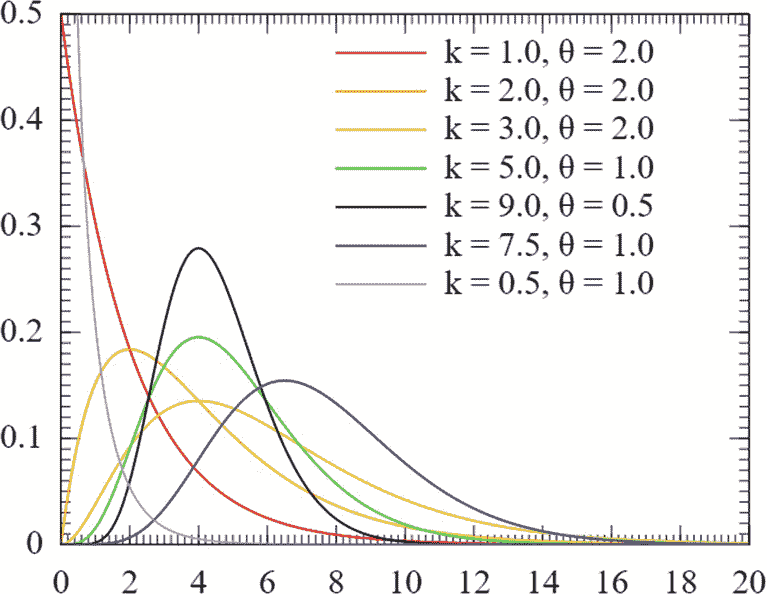 0.5
k = 1.0, θ = 2.0
k = 2.0, θ = 2.0
0.4
k = 3.0, θ = 2.0
k = 5.0, θ = 1.0
k = 9.0, θ = 0.5
0.3
k = 7.5, θ = 1.0
k = 0.5, θ = 1.0
0.2
0.1
0
0 2 4 6 8 10 12 14 16 18 20